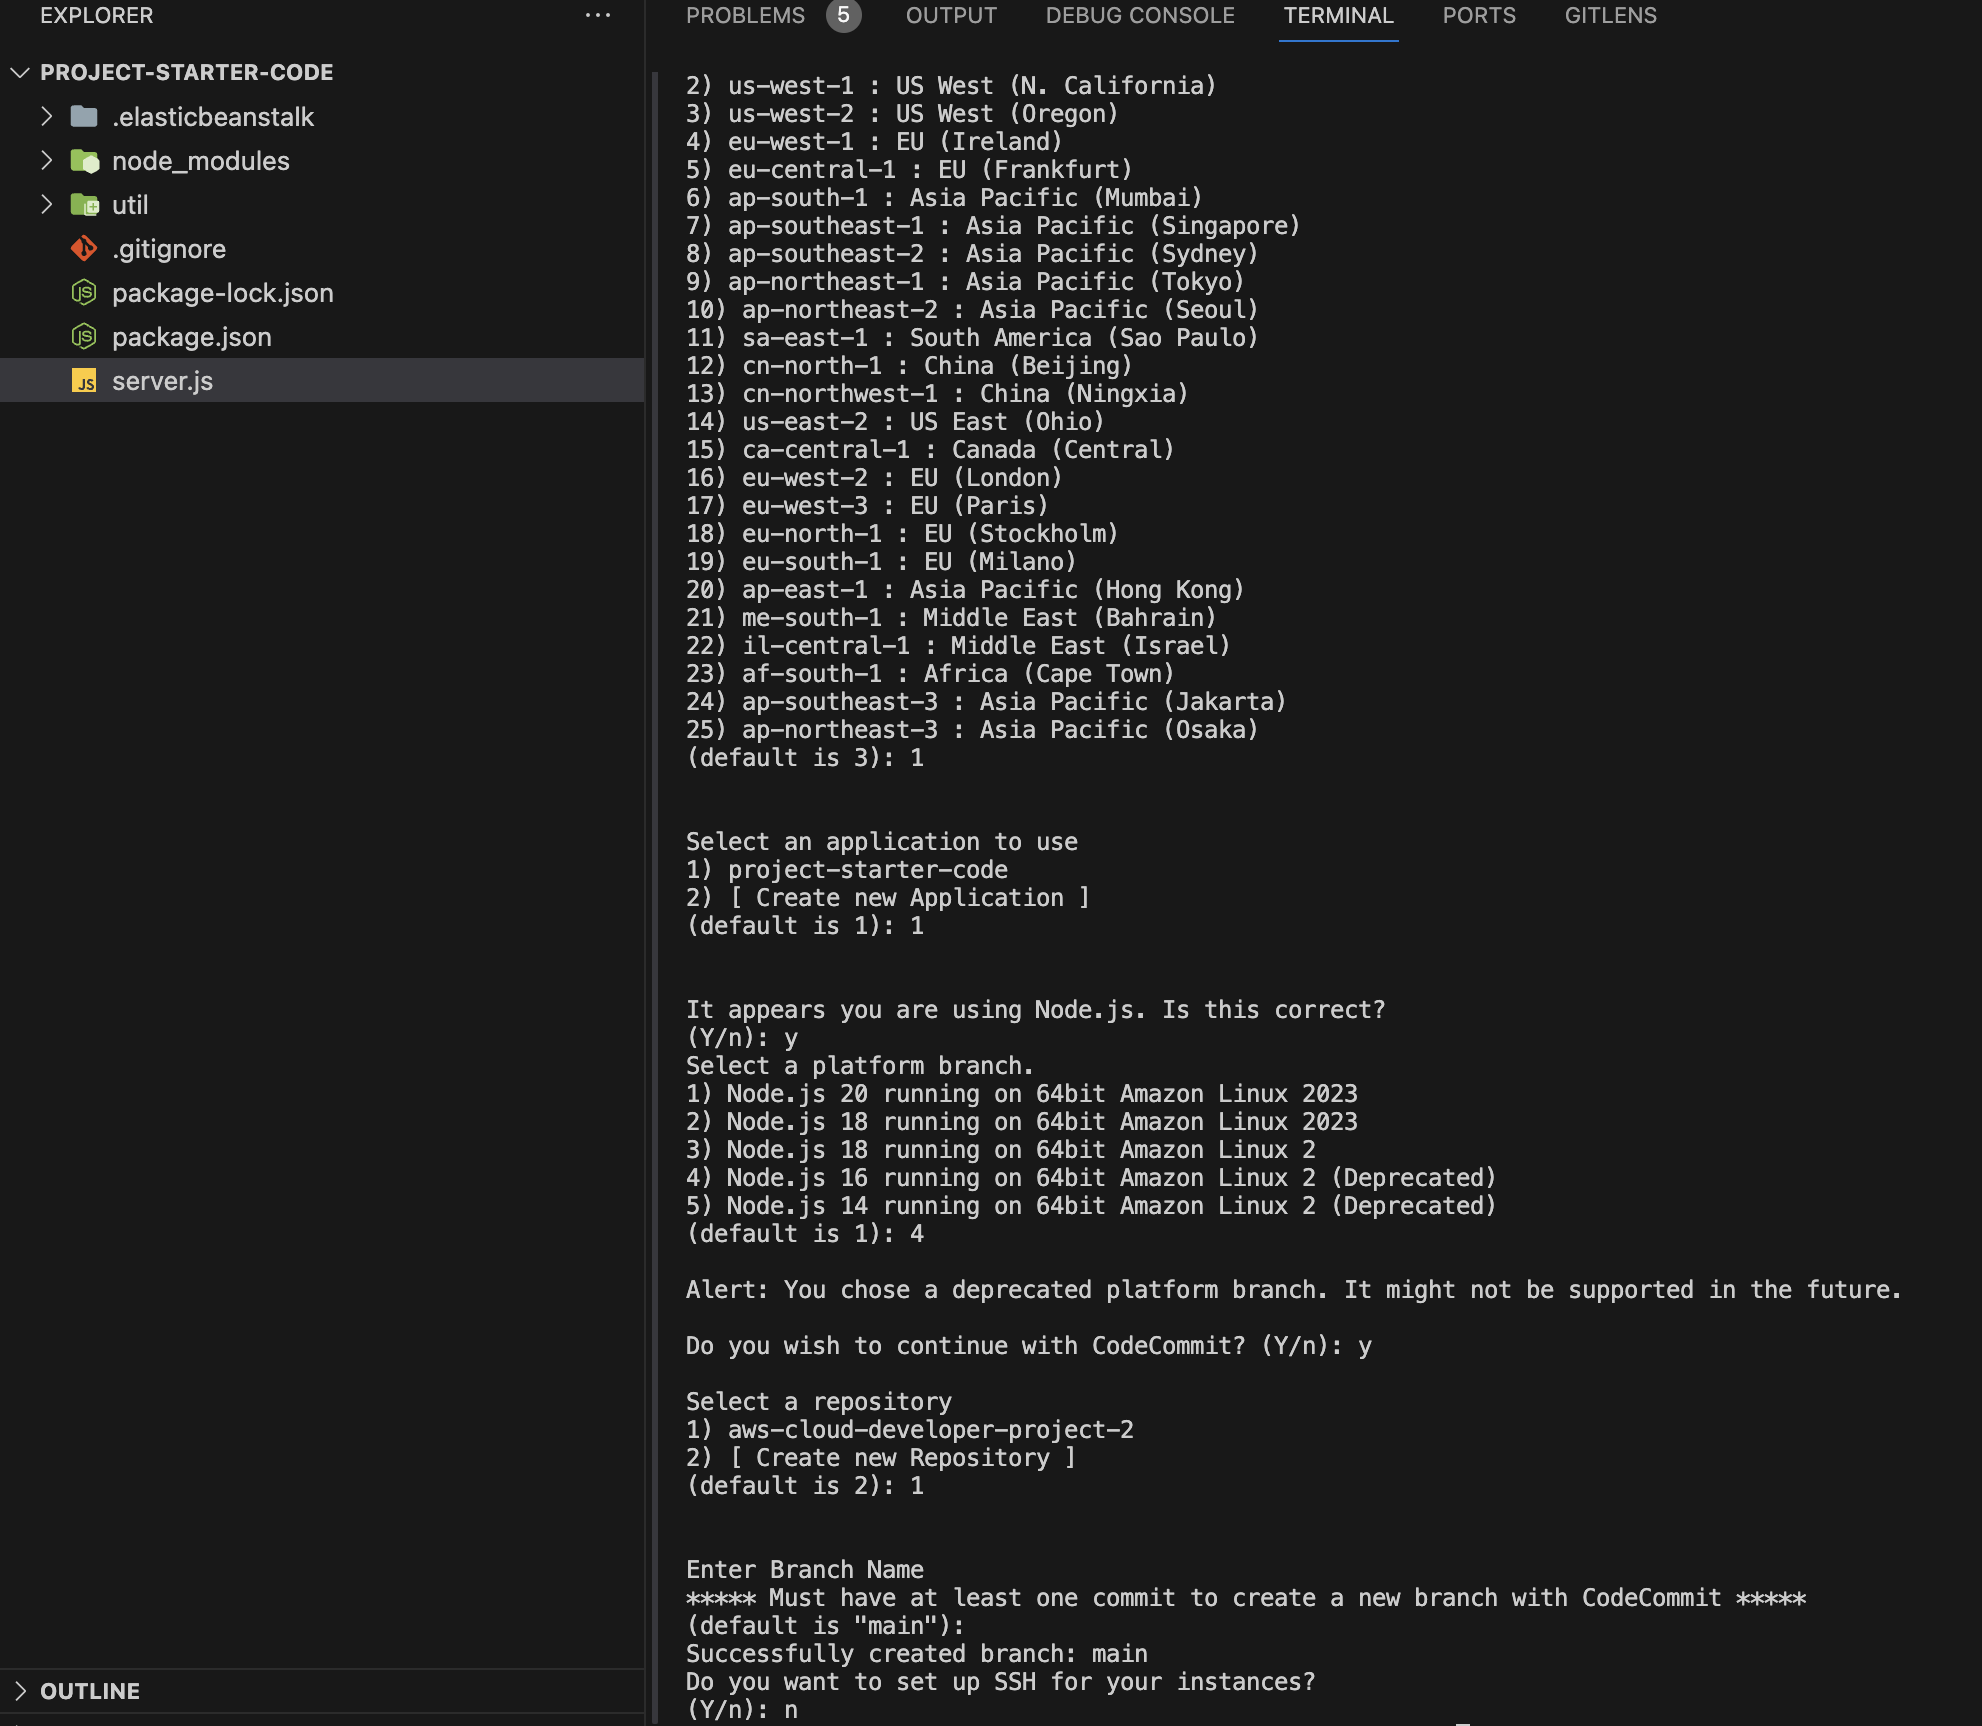 EXPLORER
PROJECT-STARTER-CODE
.elasticbeanstalk
node_modules
util
.gitignore
package-lock.json
package.json
JS server.js
OUTLINE
PROBLEMS 5 OUTPUT DEBUG CONSOLE TERMINAL PORTS GITLENS
2) us-west-1 : US West (N. California)
3) us-west-2 : US West (Oregon)
4) eu-west-1 : EU (Ireland)
5) eu-central-1 : EU (Frankfurt)
6) ap-south-1 : Asia Pacific (Mumbai)
7) ap-southeast-1 : Asia Pacific (Singapore)
8) ap-southeast-2 : Asia Pacific (Sydney)
9) ap-northeast-1 : Asia Pacific (Tokyo)
10) ap-northeast-2 : Asia Pacific (Seoul)
11) sa-east-1 : South America (Sao Paulo)
12) cn-north-1 : China (Beijing)
13) cn-northwest-1 : China (Ningxia)
14) us-east-2 : US East (Ohio)
15) ca-central-1 : Canada (Central)
16) eu-west-2 : EU (London)
17) eu-west-3 : EU (Paris)
18) eu-north-1 : EU (Stockholm)
19) eu-south-1 : EU (Milano)
20) ap-east-1 : Asia Pacific (Hong Kong)
21) me-south-1 : Middle East (Bahrain)
22) il-central-1 : Middle East (Israel)
23) af-south-1 : Africa (Cape Town)
24) ap-southeast-3 : Asia Pacific (Jakarta)
25) ap-northeast-3 : Asia Pacific (Osaka)
(default is 3): 1
Select an application to use
1) project-starter-code
2) [ Create new Application ]
(default is 1): 1
It appears you are using Node.js. Is this correct?
(Y/n): y
Select a platform branch.
1) Node.js 20 running on 64bit Amazon Linux 2023
2) Node.js 18 running on 64bit Amazon Linux 2023
3) Node.js 18 running on 64bit Amazon Linux 2
4) Node.js 16 running on 64bit Amazon Linux 2 (Deprecated)
5) Node.js 14 running on 64bit Amazon Linux 2 (Deprecated)
(default is 1): 4
Alert: You chose a deprecated platform branch. It might not be supported in the future.
Do you wish to continue with CodeCommit? (Y/n): y
Select a repository
1) aws-cloud-developer-project-2
2) [ Create new Repository ]
(default is 2): 1
Enter Branch Name
***** Must have at least one commit to create a new branch with CodeCommit *****
(default is "main"):
Successfully created branch: main
Do you want to set up SSH for your instances?
(Y/n): n